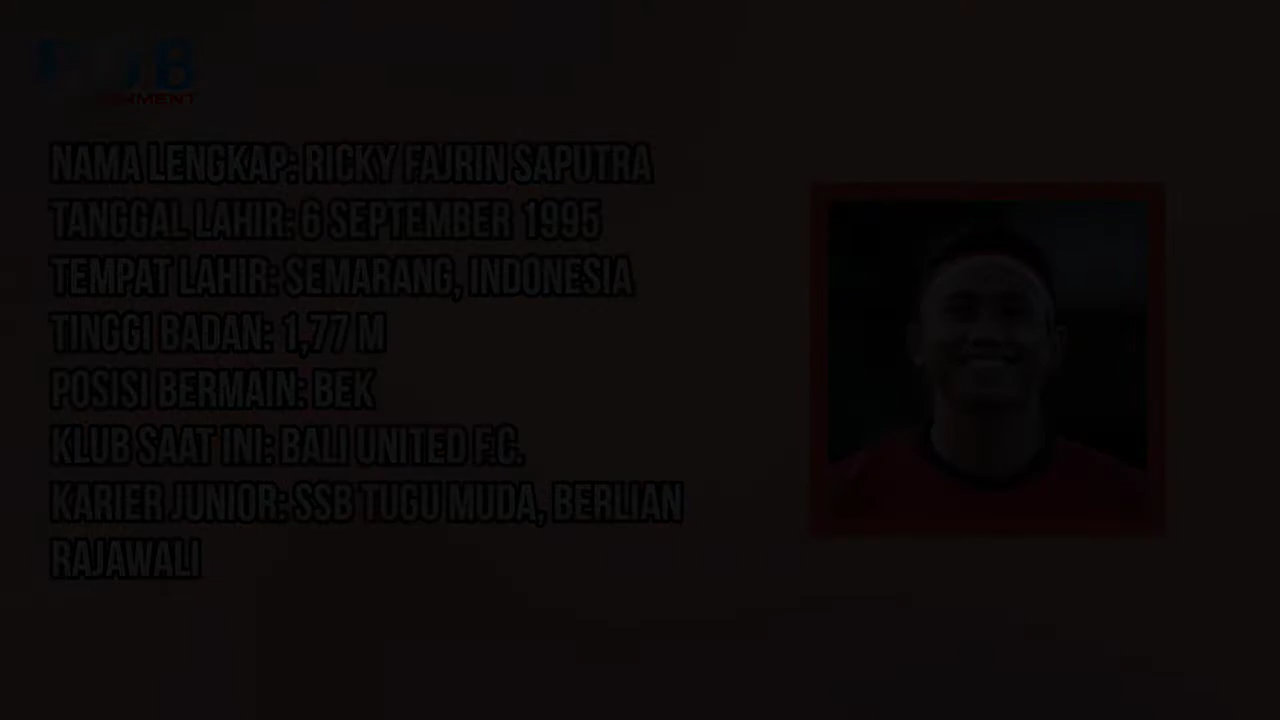 NAMA LENGKAP: RICKY FAJRIN SAPUTRA
TANGGAL LAHIR: 6 SEPTEMBER 1995
TEMPAT LAHIR: SEMARANG, INDONESIA
TINGGI BADAN: 1,77 M
POSISI BERMAIN: BEK
KLUB SAAT INI: BALI UNITED F.C.
KARIER JUNIOR: SSB TUGU MUDA, BERLIAN
RAJAWALI